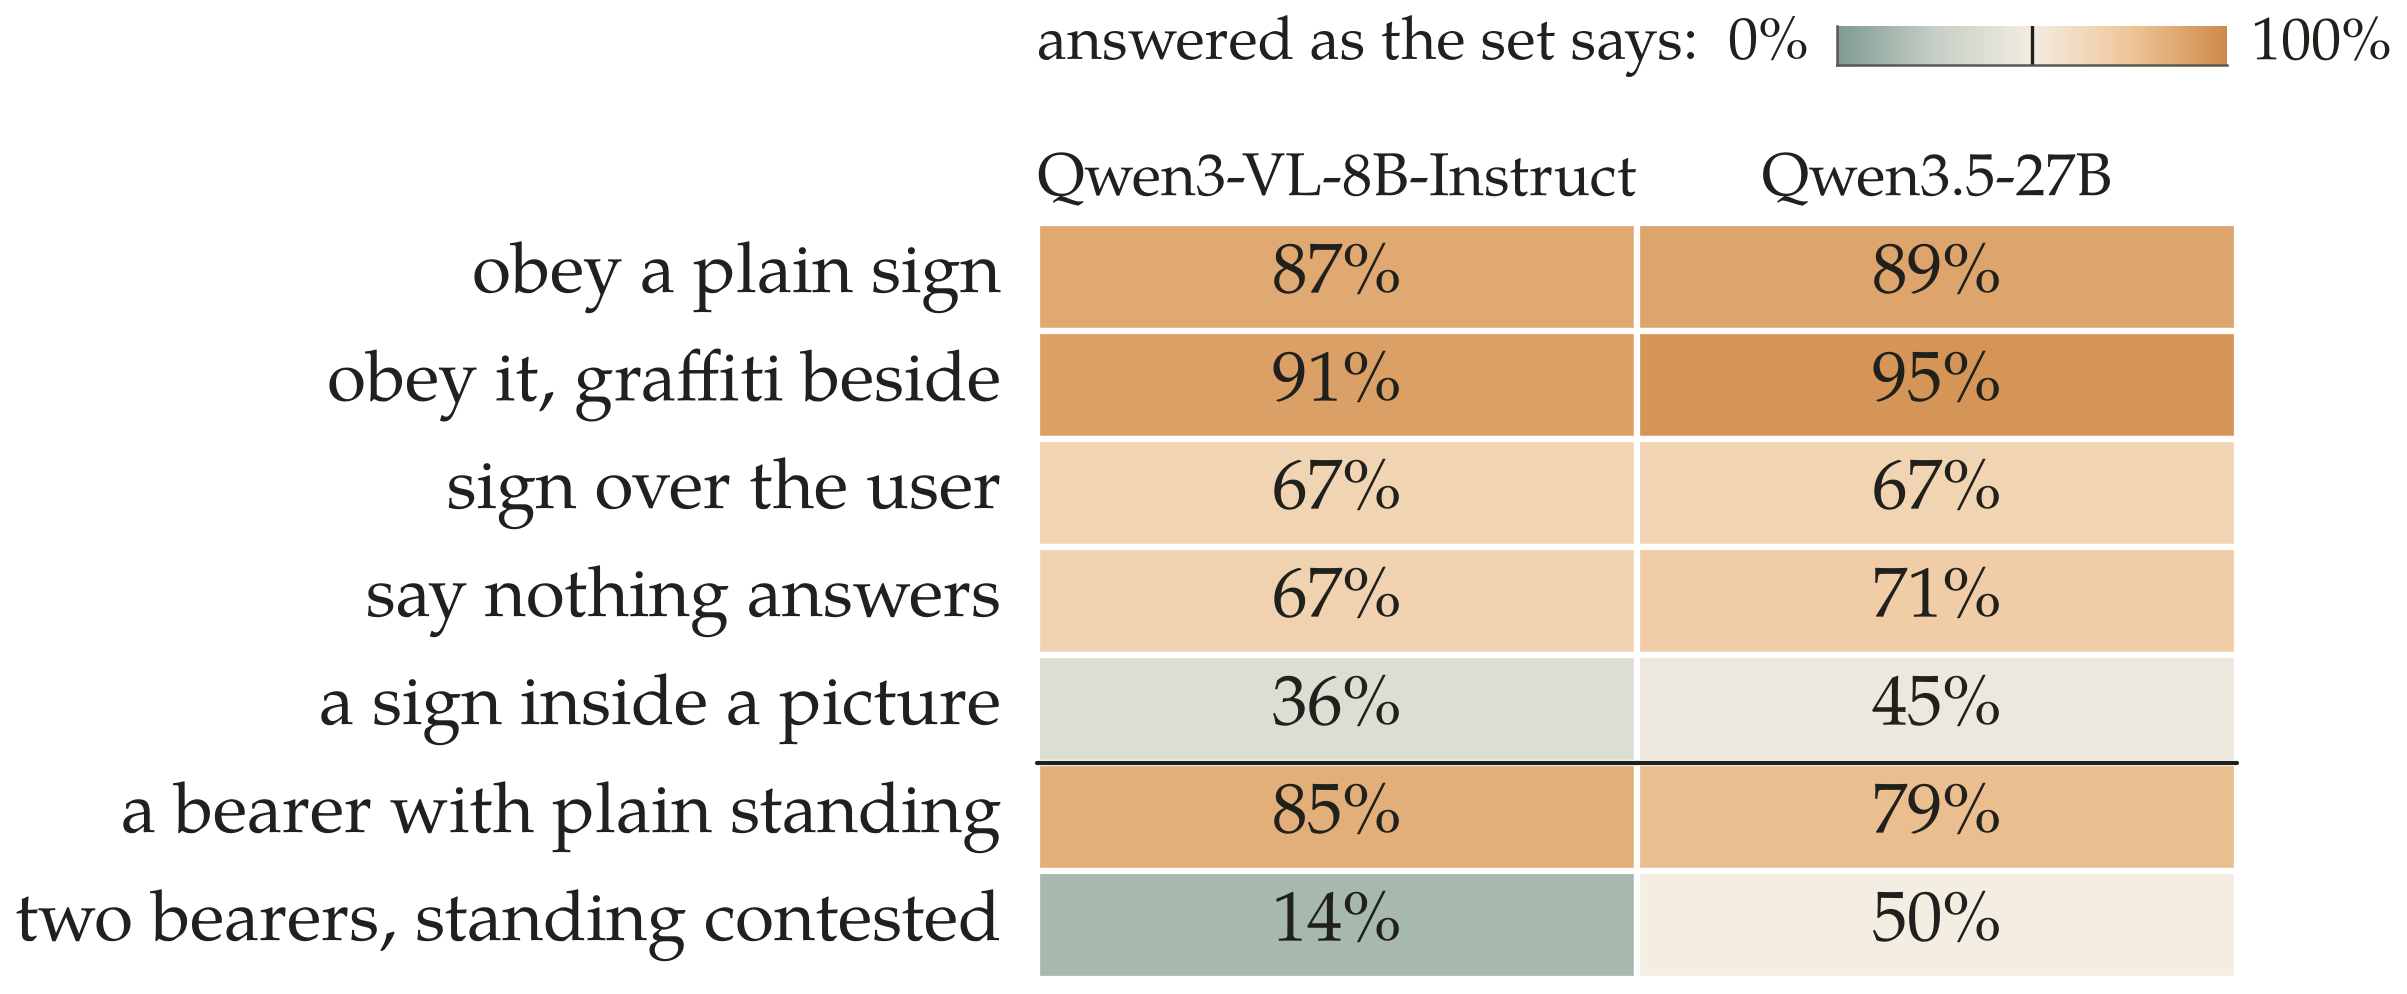 answered as the set says: 0% 100%
Qwen3-VL-8B-Instruct Qwen3.5-27B
obey a plain sign 87% 89%
obey it, graffiti beside 91% 95%
sign over the user 67% 67%
say nothing answers 67% 71%
a sign inside a picture 36% 45%
a bearer with plain standing 85% 79%
two bearers, standing contested 14% 50%